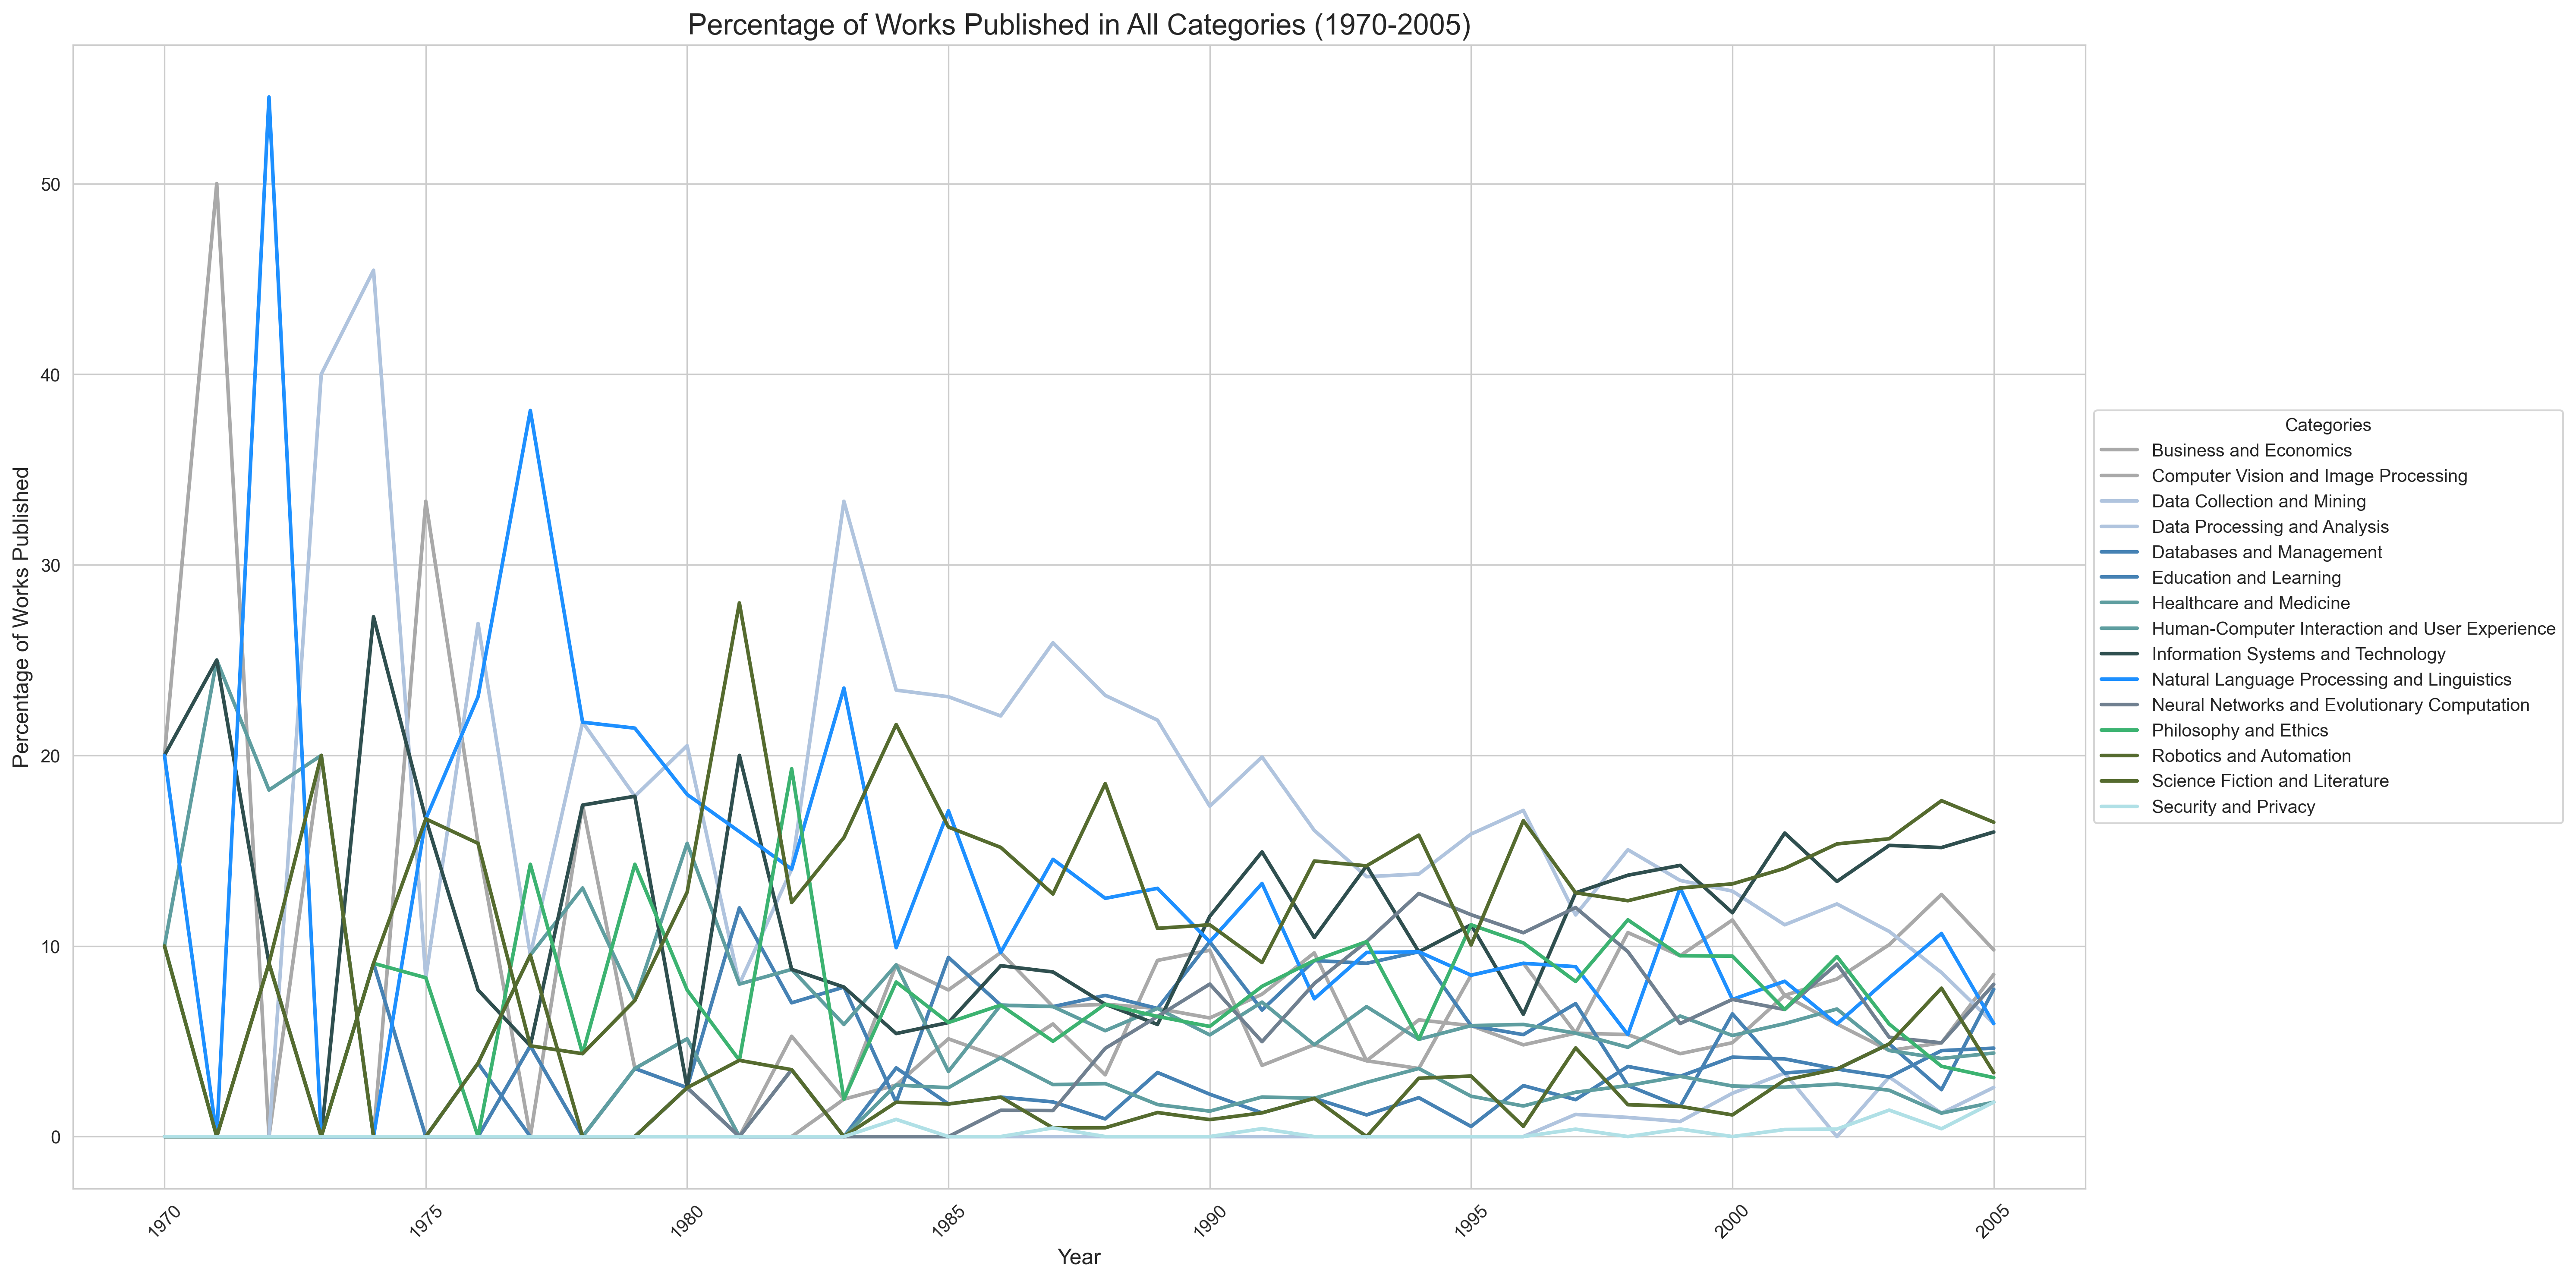 Percentage of Works Published in All Categories (1970-2005)
Percentage of Works Published
50
40
30
20
10
0
1970
1975
1980
1985
1990
1995
2000
2005
Year
Categories
Business and Economics
Computer Vision and Image Processing
Data Collection and Mining
Data Processing and Analysis
Databases and Management
Education and Learning
Healthcare and Medicine
Human-Computer Interaction and User Experience
Information Systems and Technology
Natural Language Processing and Linguistics
Neural Networks and Evolutionary Computation
Philosophy and Ethics
Robotics and Automation
Science Fiction and Literature
Security and Privacy